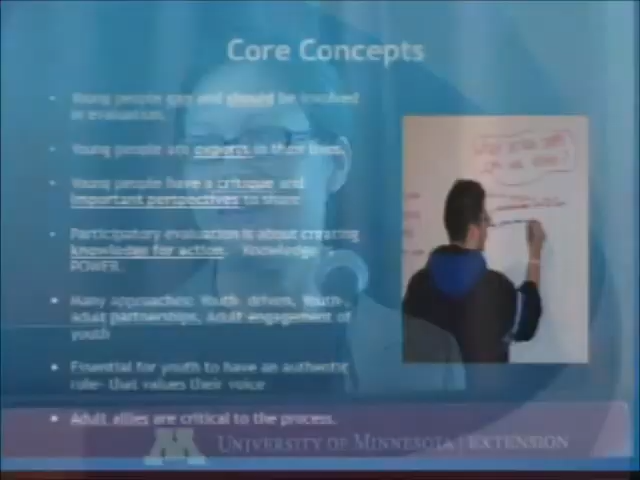 Core Concepts
• Young people can and should be involved
in evaluation.
• Young people are experts in their lives.
• Young people have a critique and
important perspectives to share
• Participatory evaluation is about creating
knowledge for action. Knowledge
POWER.
• Many approaches: Youth- driven, Youth-
adult partnerships, Adult engagement of
youth
• Essential for youth to have an authentic
role- that values their voice
• Adult allies are critical to the process.
UNIVERSITY OF MINNESOTA | EXTENSION